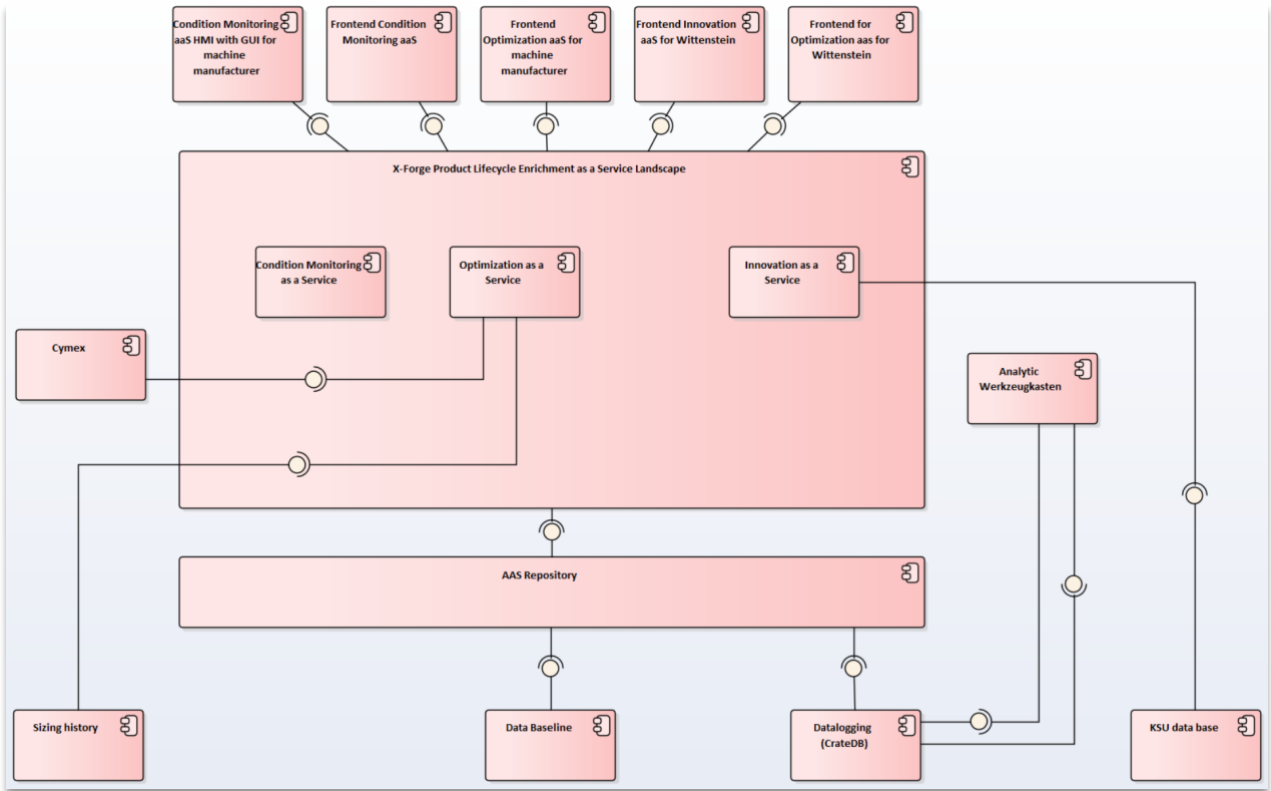 Condition Monitoring
aaS HMI with GUI for
machine
manufacturer
Frontend Condition
Monitoring aaS
Frontend
Optimization aaS for
machine
manufacturer
Frontend Innovation
aaS for Wittenstein
Frontend for
Optimization aas for
Wittenstein
X-Forge Product Lifecycle Enrichment as a Service Landscape
Condition Monitoring
as a Service
Optimization as a
Service
Innovation as a
Service
Cymex
Analytic
Werkzeugkasten
AAS Repository
Sizing history
Data Baseline
Datalogging
(CrateDB)
KSU data base